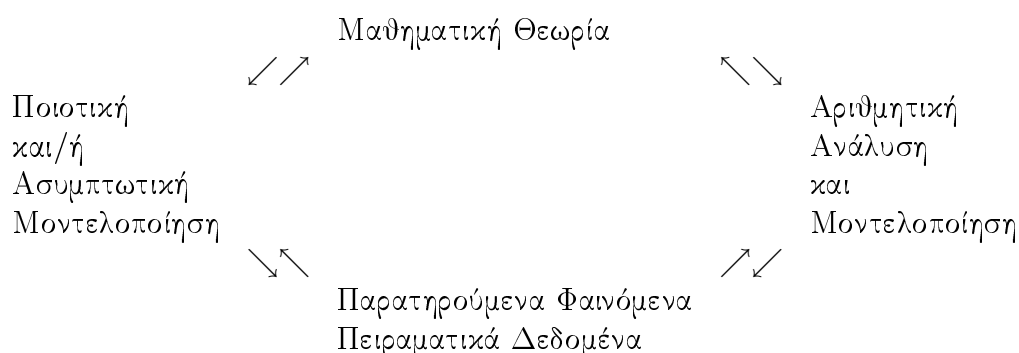 Μαθηματική Θεωρία
Ποιοτική
και/ή
Ασυμπτωτική
Μοντελοποίηση
Αριθμητική
Ανάλυση
και
Μοντελοποίηση
Παρατηρούμενα Φαινόμενα
Πειραματικά Δεδομένα